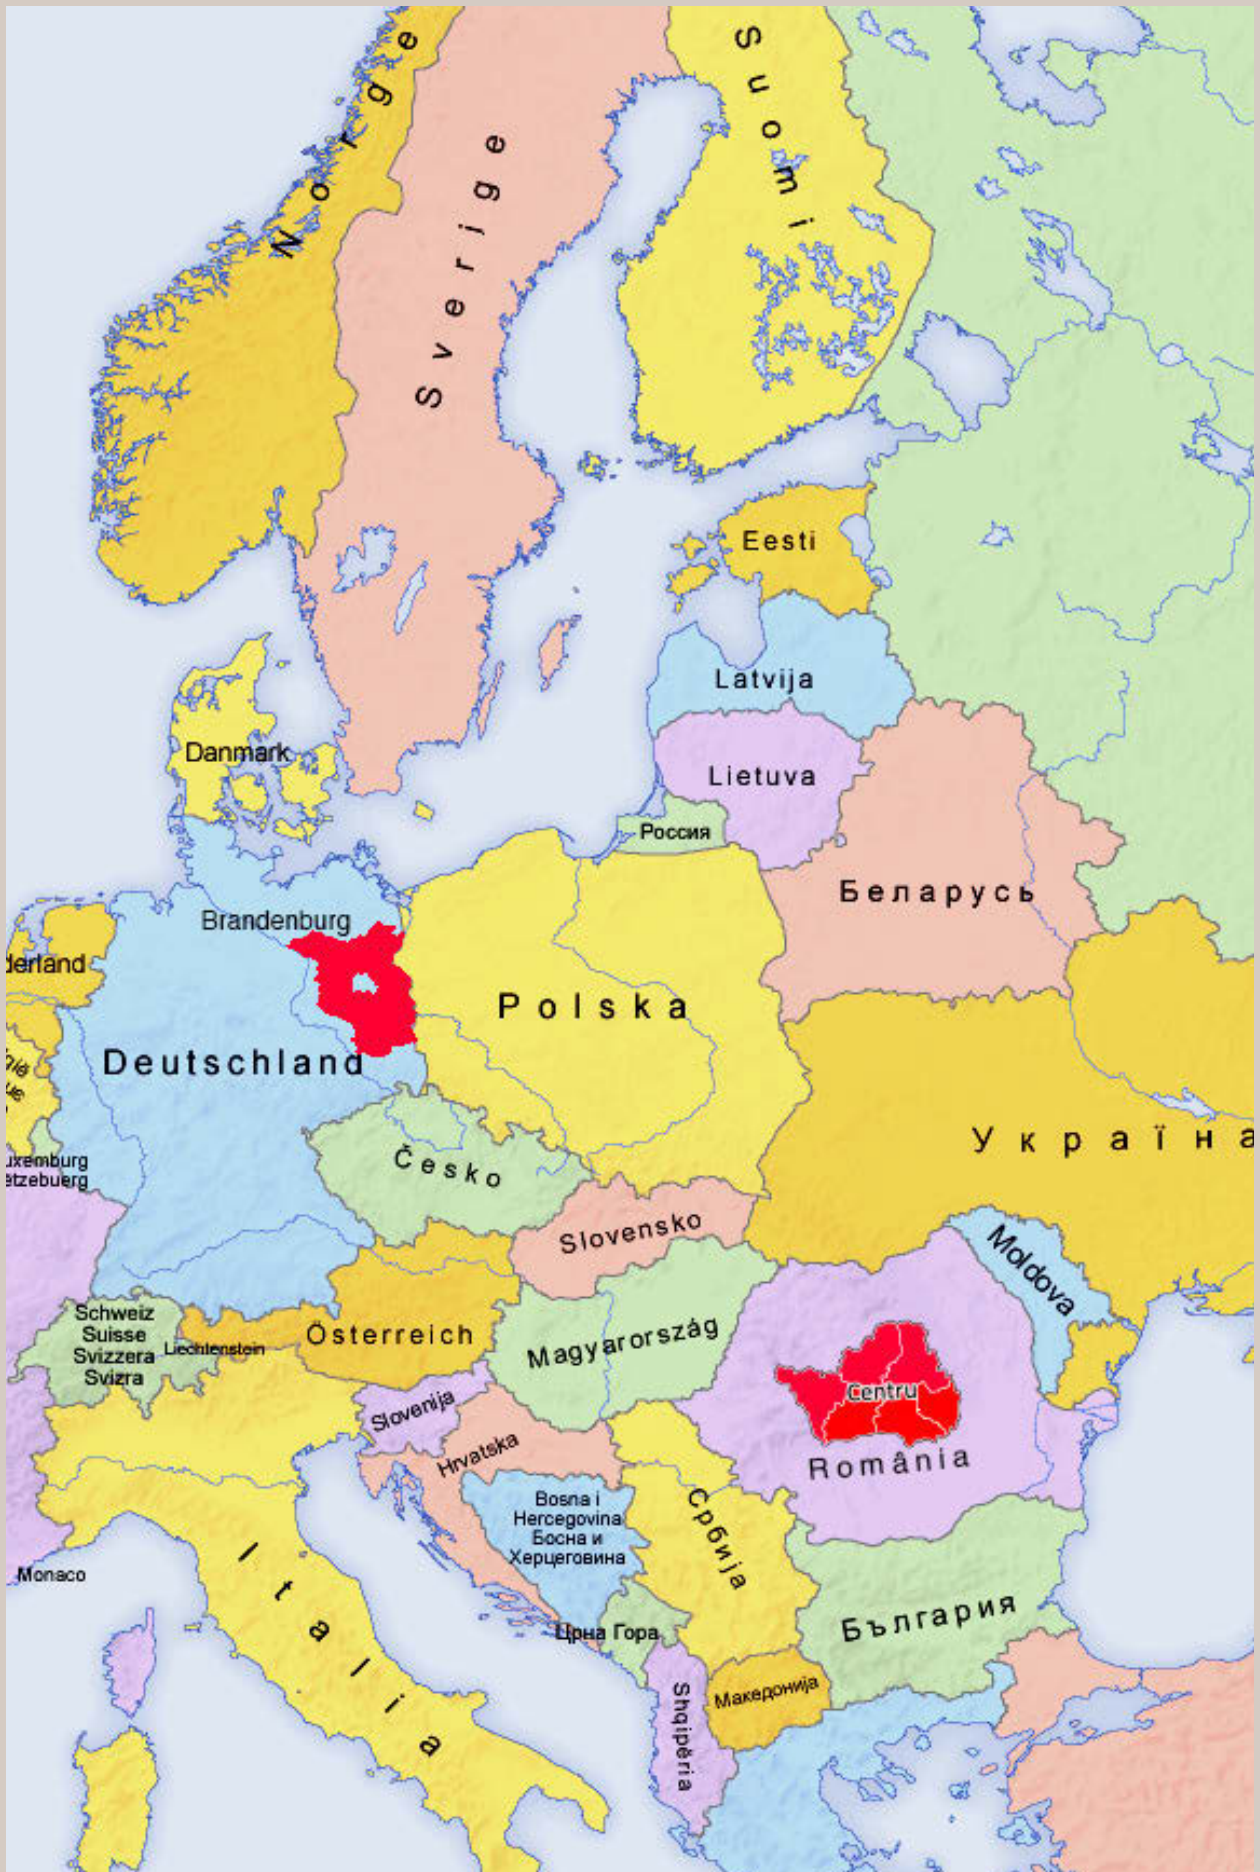 Norge
Sverige
Suomi
Eesti
Latvija
Danmark
Lietuva
Россия
Беларусь
Brandenburg
derland
Polska
Deutschland
Україна
Česko
uxemburg
ëtzebuerg
Slovensko
Moldova
Schweiz
Suisse
Svizzera
Svizra
Liechtenstein
Österreich
Magyarország
Centru
România
Slovenija
Hrvatska
Bosna i
Hercegovina
Босна и
Херцеговина
Србија
Monaco
Italia
България
Црна Гора
Shqipëria
Македонија